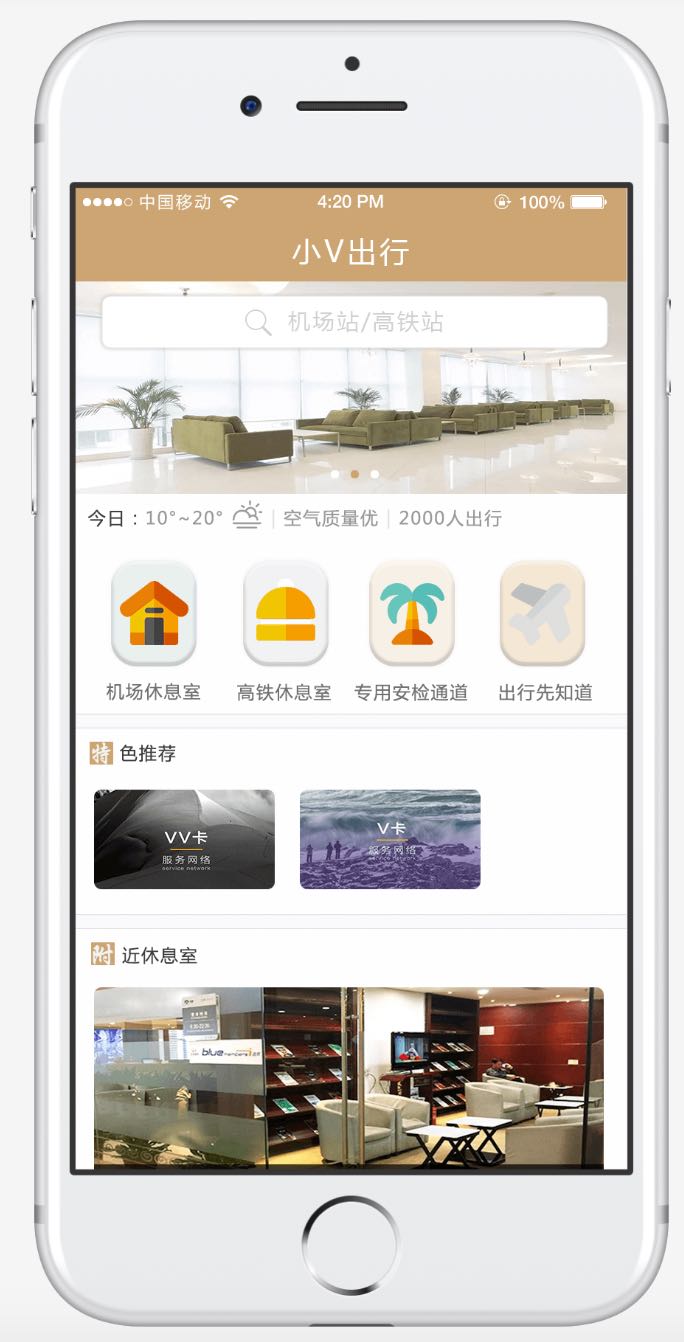 中国移动 4:20 PM 100%
小V出行
机场站/高铁站
今日：10°~20° 空气质量优 2000人出行
机场休息室 高铁休息室 专用安检通道 出行先知道
特色推荐
VV卡
服务网络
service network
V卡
服务网络
service network
附近休息室
blue